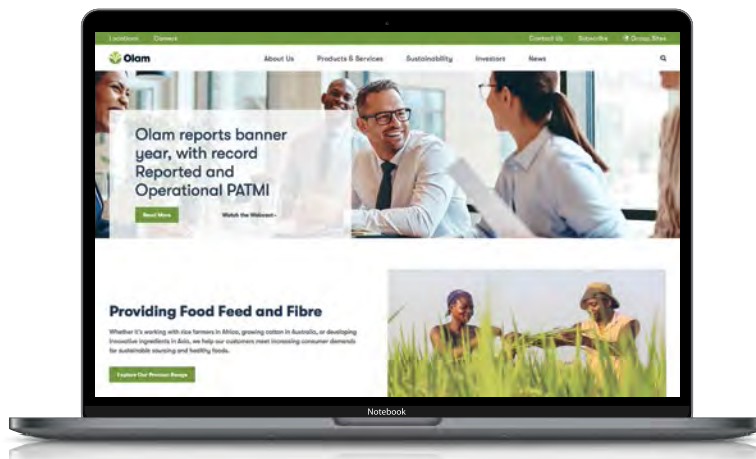 Locations Careers Contact Us Subscribe Group Sites
Olam About Us Products & Services Sustainability Investors News
Olam reports banner
year, with record
Reported and
Operational PATMI
Read More Watch the Webcast ›
Providing Food Feed and Fibre
Whether it's working with rice farmers in Africa, growing cotton in Australia, or developing
innovative ingredients in Asia, we help our customers meet increasing consumer demands
for sustainable sourcing and healthy foods.
Explore Our Product Range
Notebook